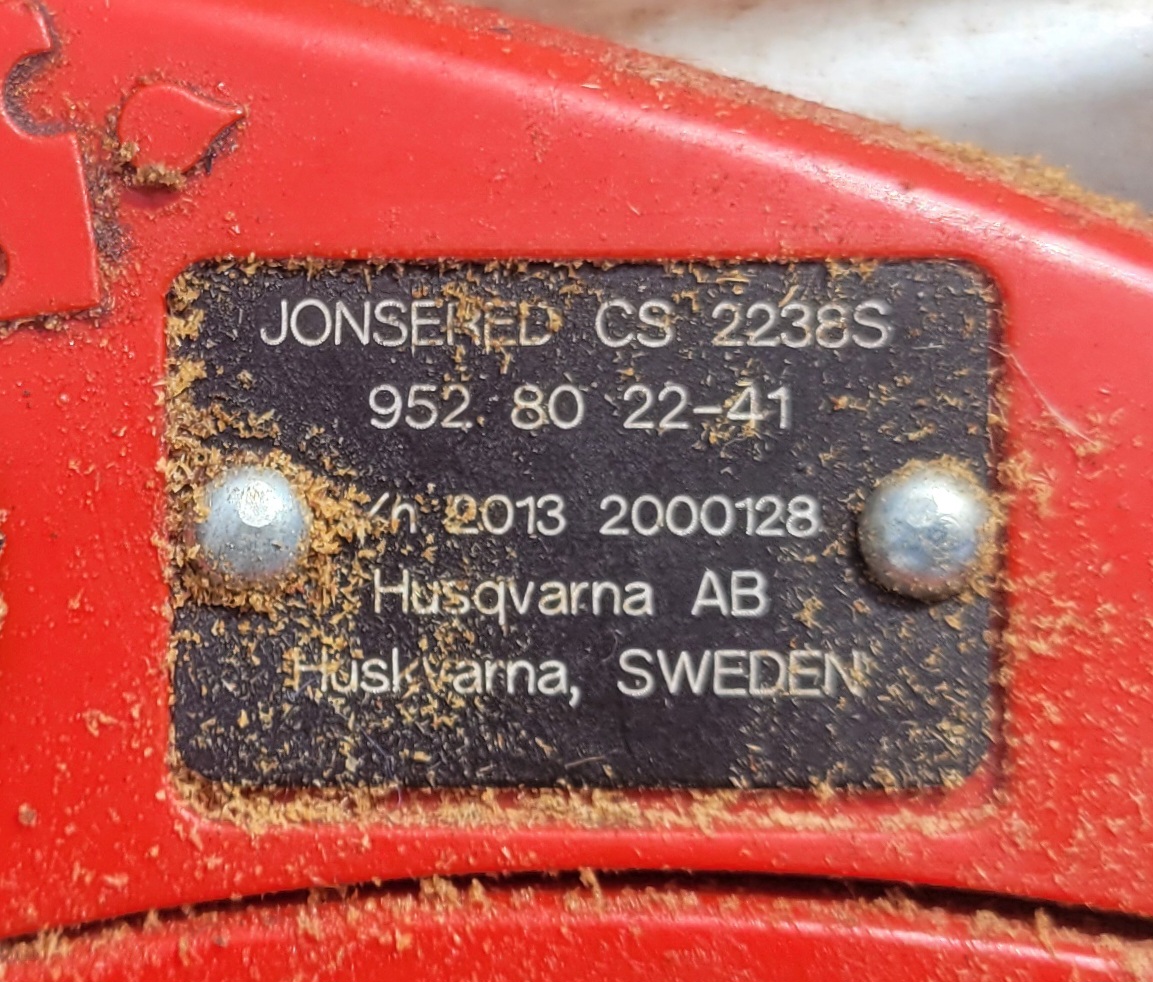 JONSERED CS 2238S
952 80 22-41
2013 2000128
Husqvarna AB
Huskvarna, SWEDEN